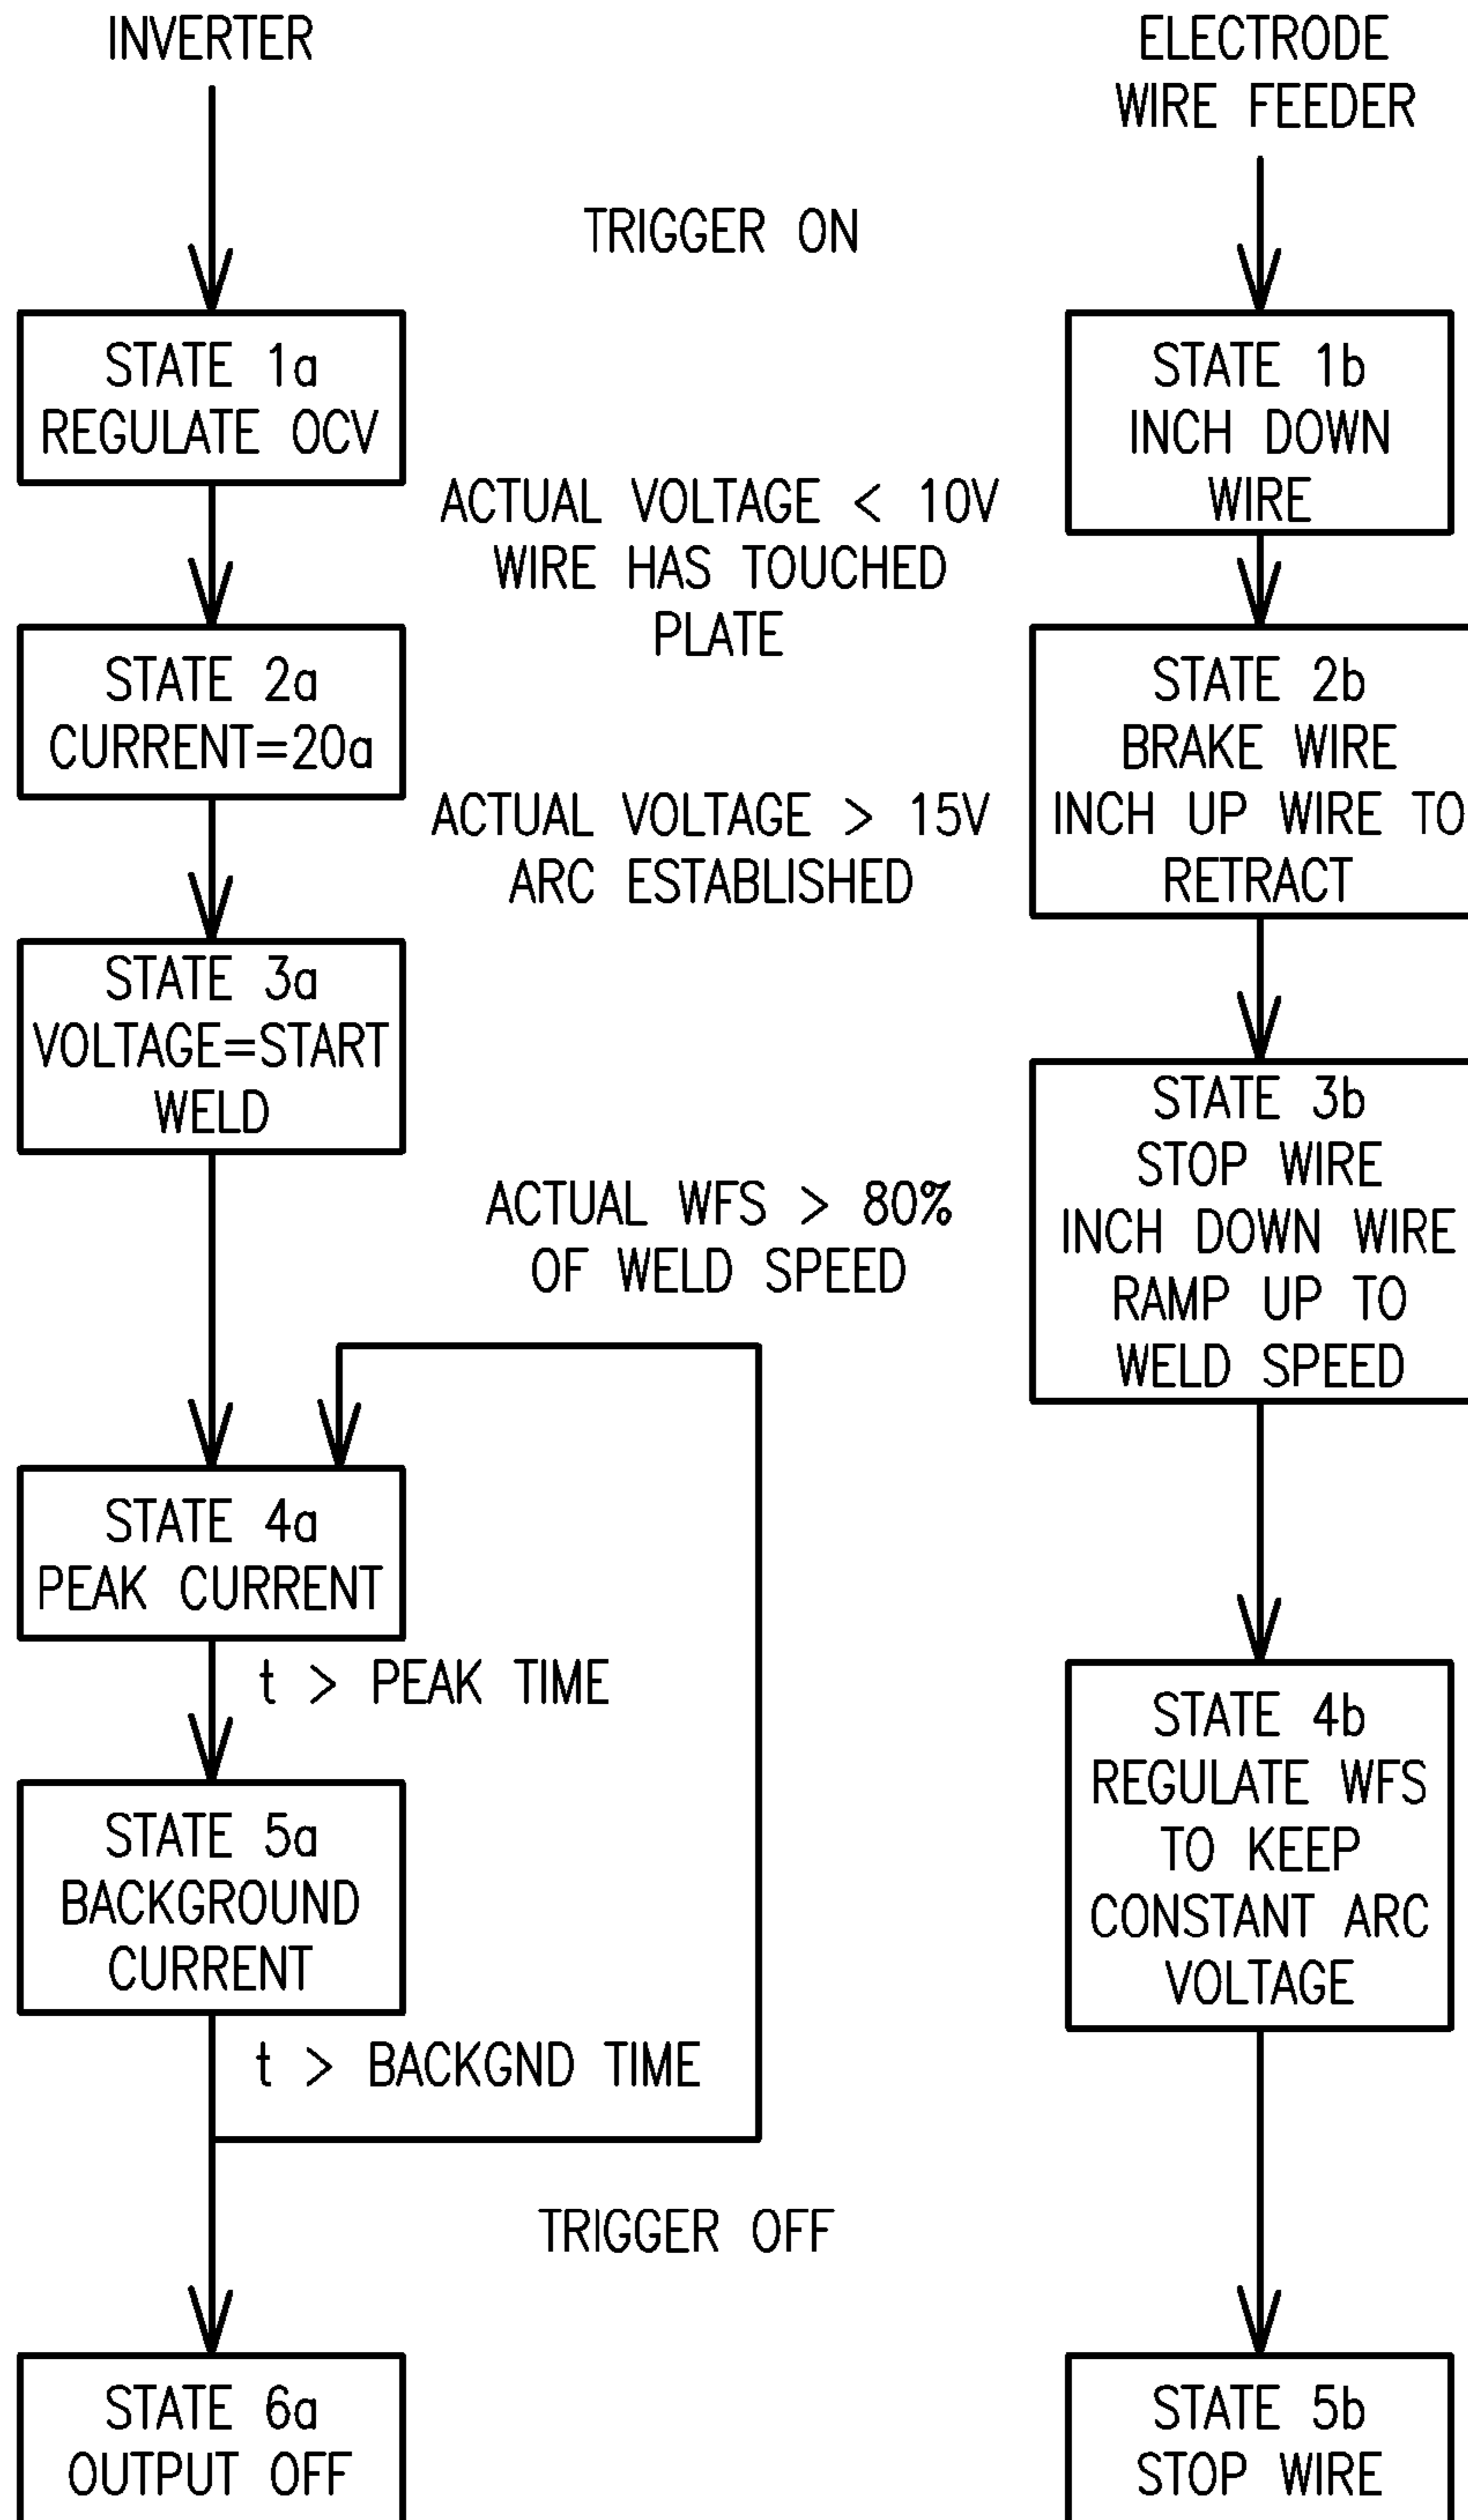 INVERTER
ELECTRODE
WIRE FEEDER
TRIGGER ON
STATE 1a
REGULATE OCV
STATE 1b
INCH DOWN
WIRE
ACTUAL VOLTAGE < 10V
WIRE HAS TOUCHED
PLATE
STATE 2a
CURRENT=20a
STATE 2b
BRAKE WIRE
INCH UP WIRE TO
RETRACT
ACTUAL VOLTAGE > 15V
ARC ESTABLISHED
STATE 3a
VOLTAGE=START
WELD
STATE 3b
STOP WIRE
INCH DOWN WIRE
RAMP UP TO
WELD SPEED
ACTUAL WFS > 80%
OF WELD SPEED
STATE 4a
PEAK CURRENT
t > PEAK TIME
STATE 4b
REGULATE WFS
TO KEEP
CONSTANT ARC
VOLTAGE
STATE 5a
BACKGROUND
CURRENT
t > BACKGND TIME
TRIGGER OFF
STATE 6a
OUTPUT OFF
STATE 5b
STOP WIRE